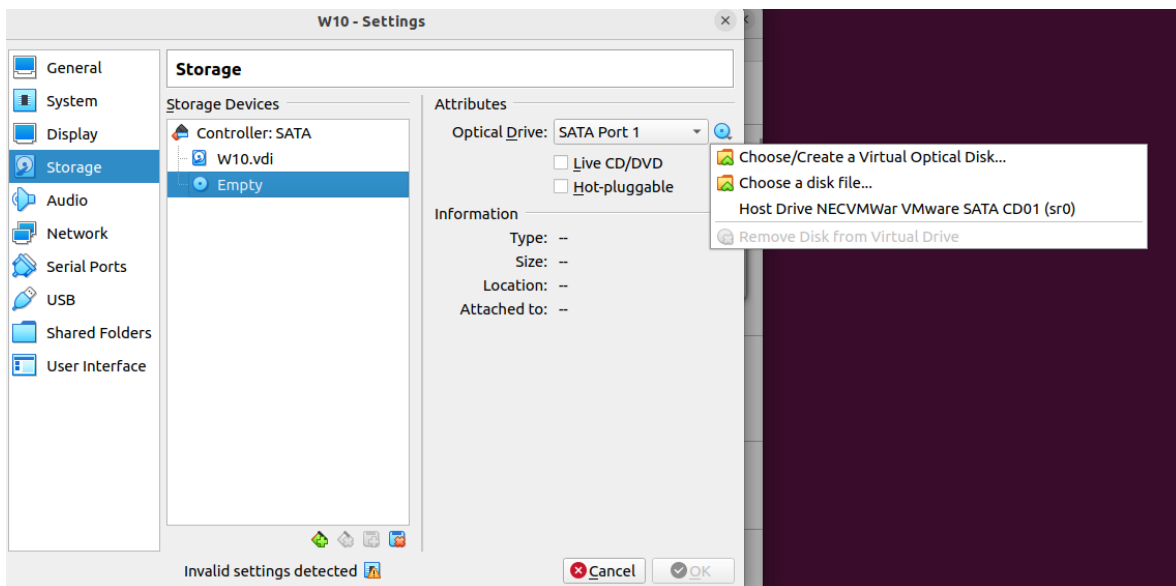 W10 - Settings
General
System
Display
Storage
Audio
Network
Serial Ports
USB
Shared Folders
User Interface
Storage
Storage Devices
Controller: SATA
W10.vdi
Empty
Attributes
Optical Drive: SATA Port 1
Live CD/DVD
Hot-pluggable
Information
Type: --
Size: --
Location: --
Attached to: --
Choose/Create a Virtual Optical Disk...
Choose a disk file...
Host Drive NECVMWar VMware SATA CD01 (sr0)
Remove Disk from Virtual Drive
Invalid settings detected
Cancel
OK